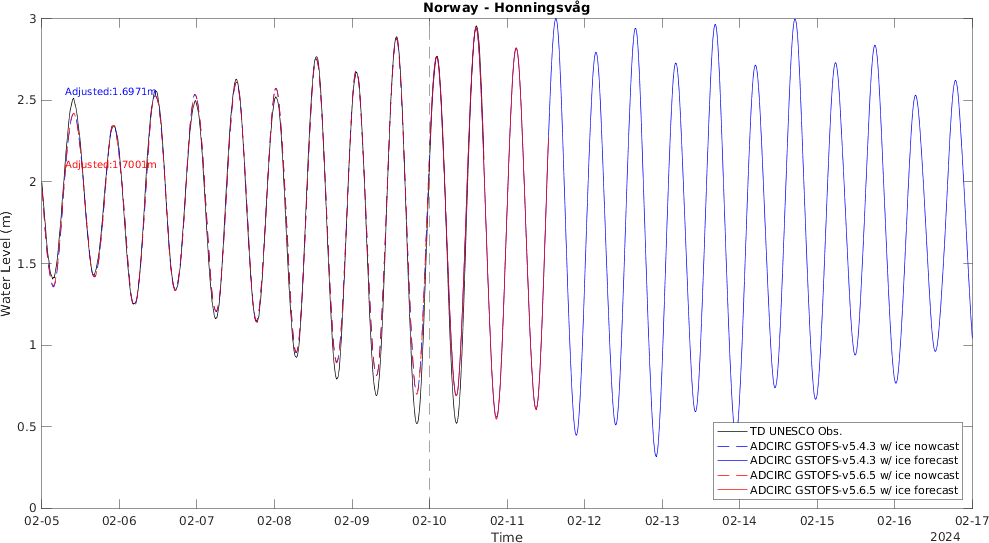 Norway - Honningsvåg
3
2.5
2
1.5
1
0.5
0
Water Level (m)
Adjusted:1.6971m
Adjusted:1.7001m
TD UNESCO Obs.
ADCIRC GSTOFS-v5.4.3 w/ ice nowcast
ADCIRC GSTOFS-v5.4.3 w/ ice forecast
ADCIRC GSTOFS-v5.6.5 w/ ice nowcast
ADCIRC GSTOFS-v5.6.5 w/ ice forecast
02-05 02-06 02-07 02-08 02-09 02-10 02-11 02-12 02-13 02-14 02-15 02-16 02-17
Time
2024